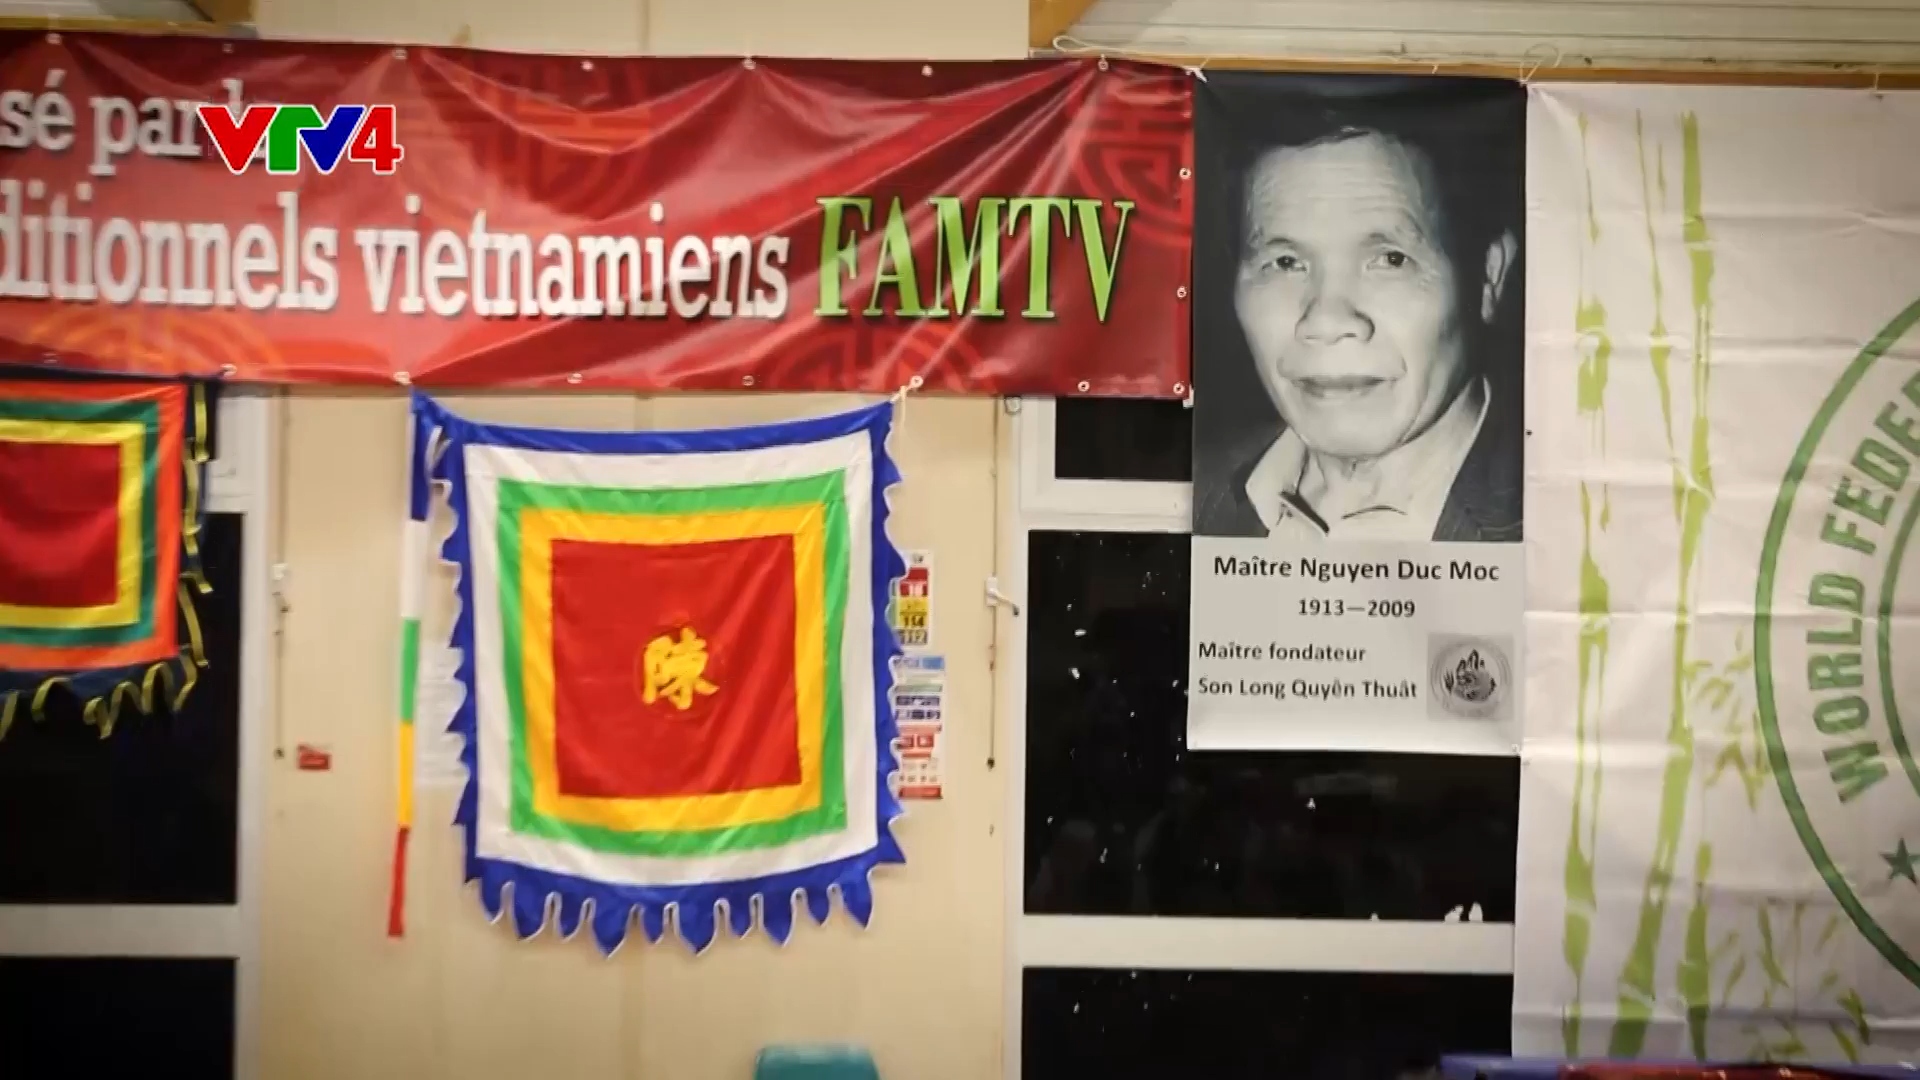 sé par
VTV4
ditionnels vietnamiens FAMTV
陳
Maître Nguyen Duc Moc
1913—2009
Maître fondateur
Son Long Quyên Thuât
WORLD FEDER